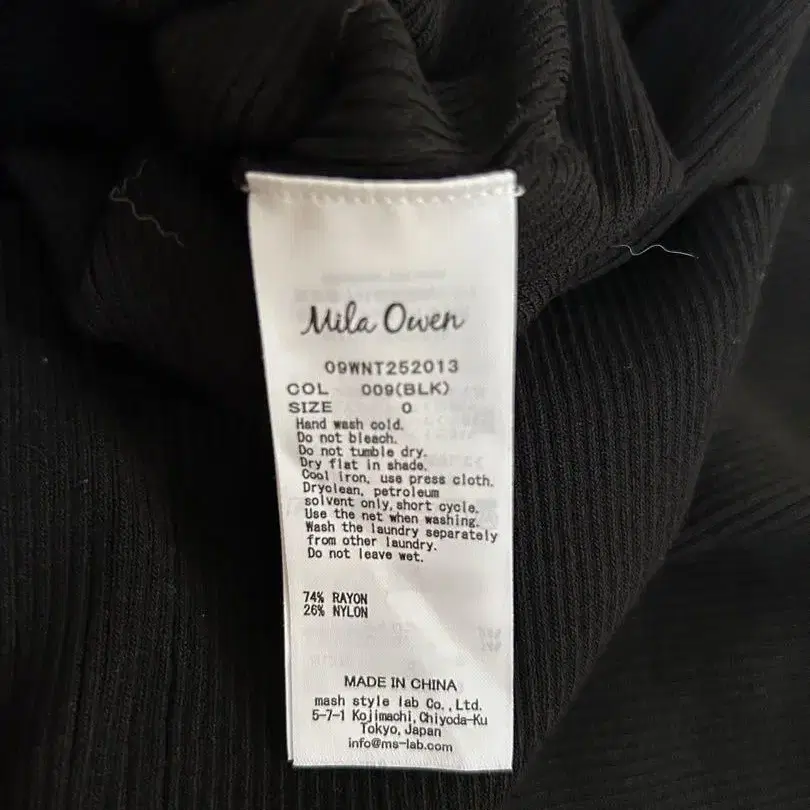 Mila Owen
09WNT252013
COL 009(BLK)
SIZE 0
Hand wash cold.
Do not bleach.
Do not tumble dry.
Dry flat in shade.
Cool iron, use press cloth.
Dryclean, petroleum
solvent only,short cycle.
Use the net when washing.
Wash the laundry separately
from other laundry.
Do not leave wet.
74% RAYON
26% NYLON
MADE IN CHINA
mash style lab Co.,Ltd.
5-7-1 Kojimachi,Chiyoda-Ku
Tokyo,Japan
info@ms-lab.com